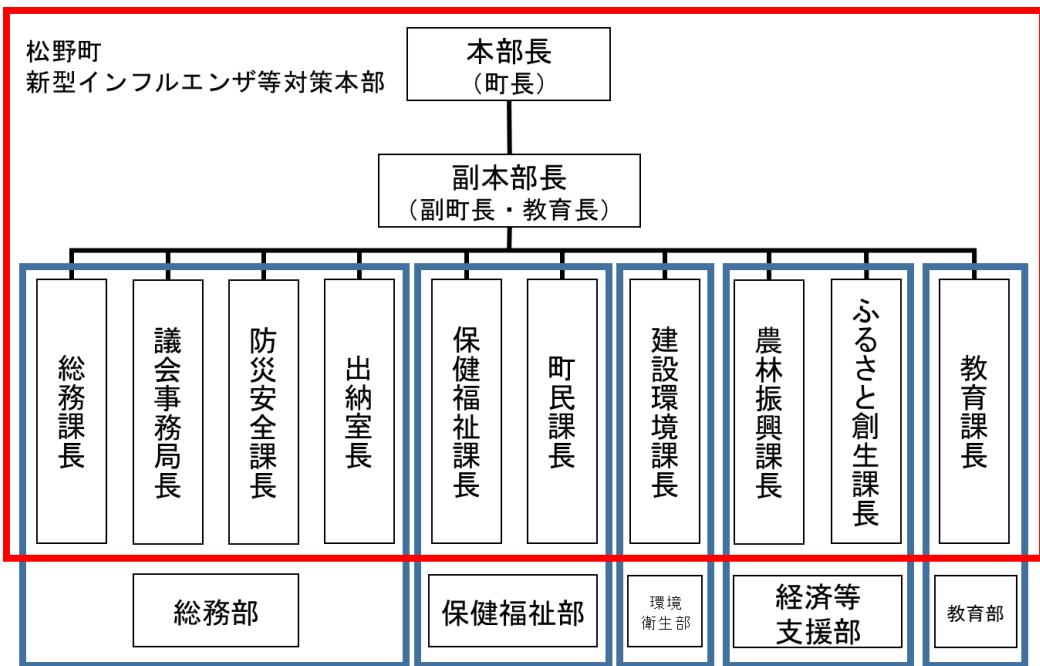 松野町
新型インフルエンザ等対策本部
本部長
（町長）
副本部長
（副町長・教育長）
総務課長
議会事務局長
防災安全課長
出納室長
保健福祉課長
町民課長
建設環境課長
農林振興課長
ふるさと創生課長
教育課長
総務部
保健福祉部
環境
衛生部
経済等
支援部
教育部